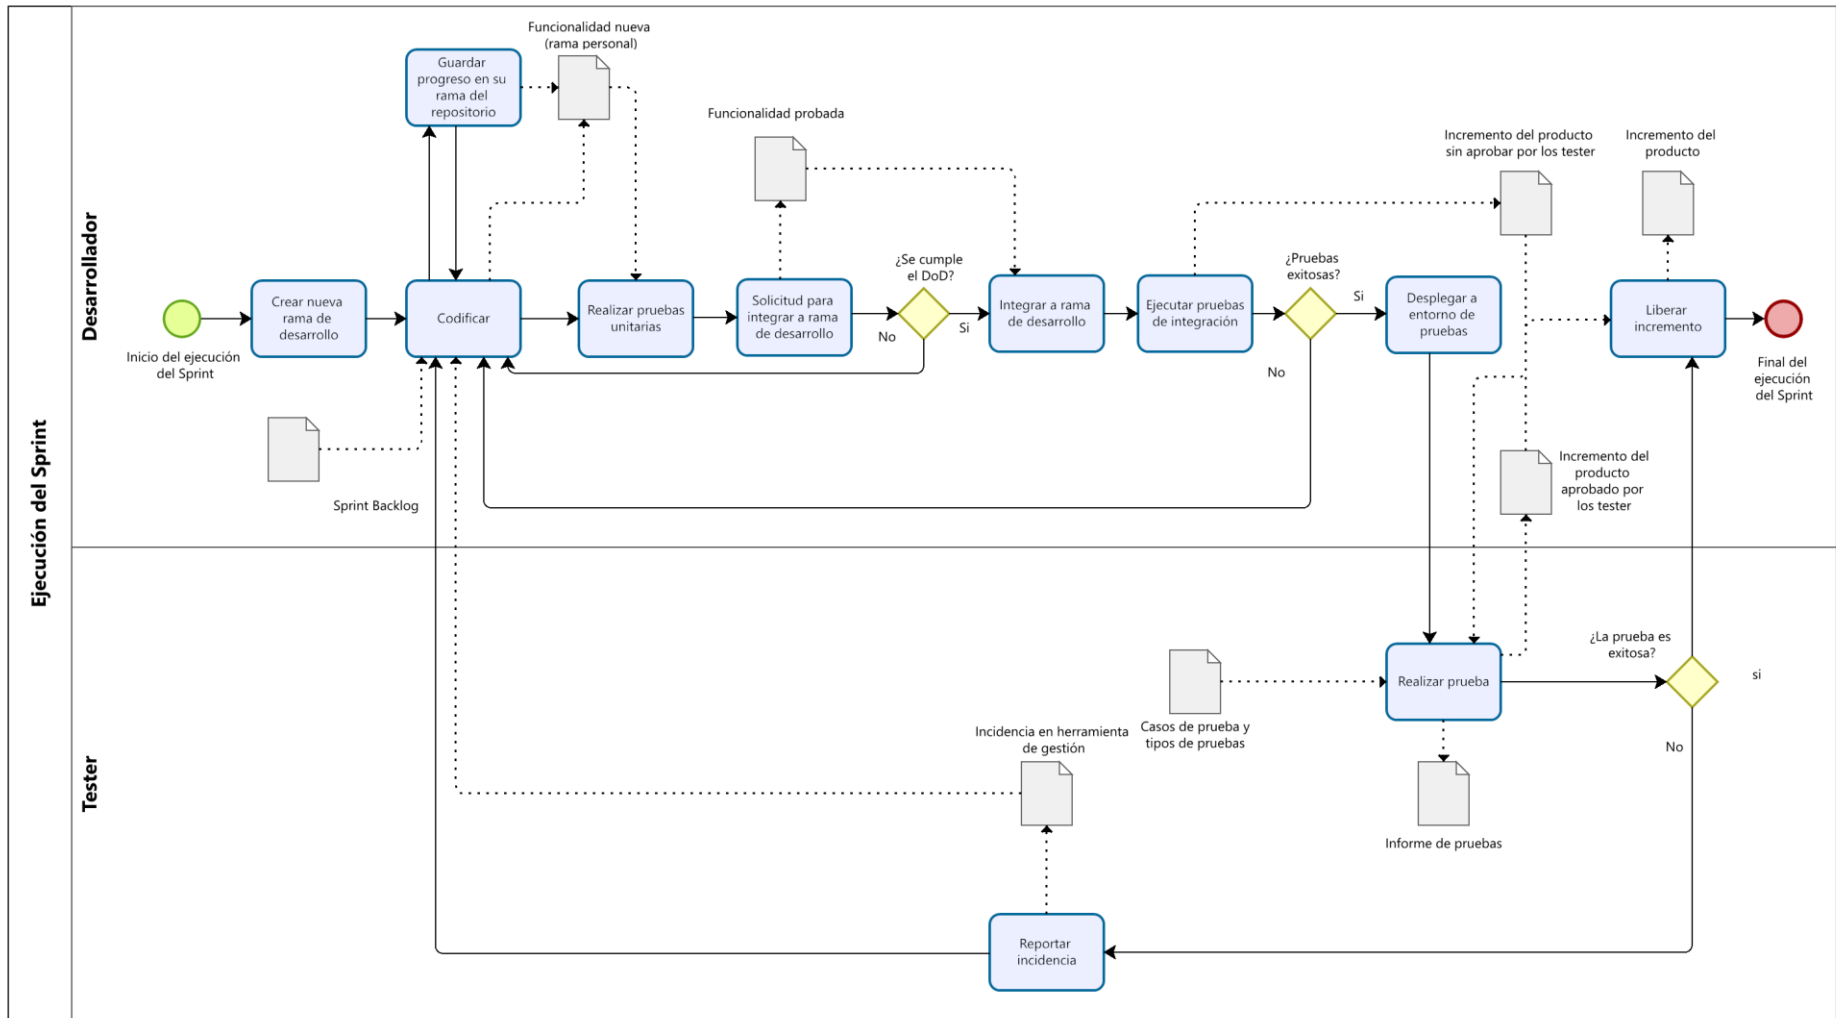 Ejecución del Sprint
Desarrollador
Tester
Funcionalidad nueva
(rama personal)
Guardar
progreso en su
rama del
repositorio
Funcionalidad probada
Incremento del producto
sin aprobar por los tester
Incremento del
producto
¿Se cumple
el DoD?
¿Pruebas
exitosas?
Crear nueva
rama de
desarrollo
Codificar
Realizar pruebas
unitarias
Solicitud para
integrar a rama
de desarrollo
No
Si
Integrar a rama
de desarrollo
Ejecutar pruebas
de integración
Si
No
Desplegar a
entorno de
pruebas
Liberar
incremento
Inicio del ejecución
del Sprint
Final del
ejecución
del Sprint
Sprint Backlog
Incremento del
producto
aprobado por
los tester
¿La prueba es
exitosa?
si
No
Realizar prueba
Casos de prueba y
tipos de pruebas
Incidencia en herramienta
de gestión
Informe de pruebas
Reportar
incidencia